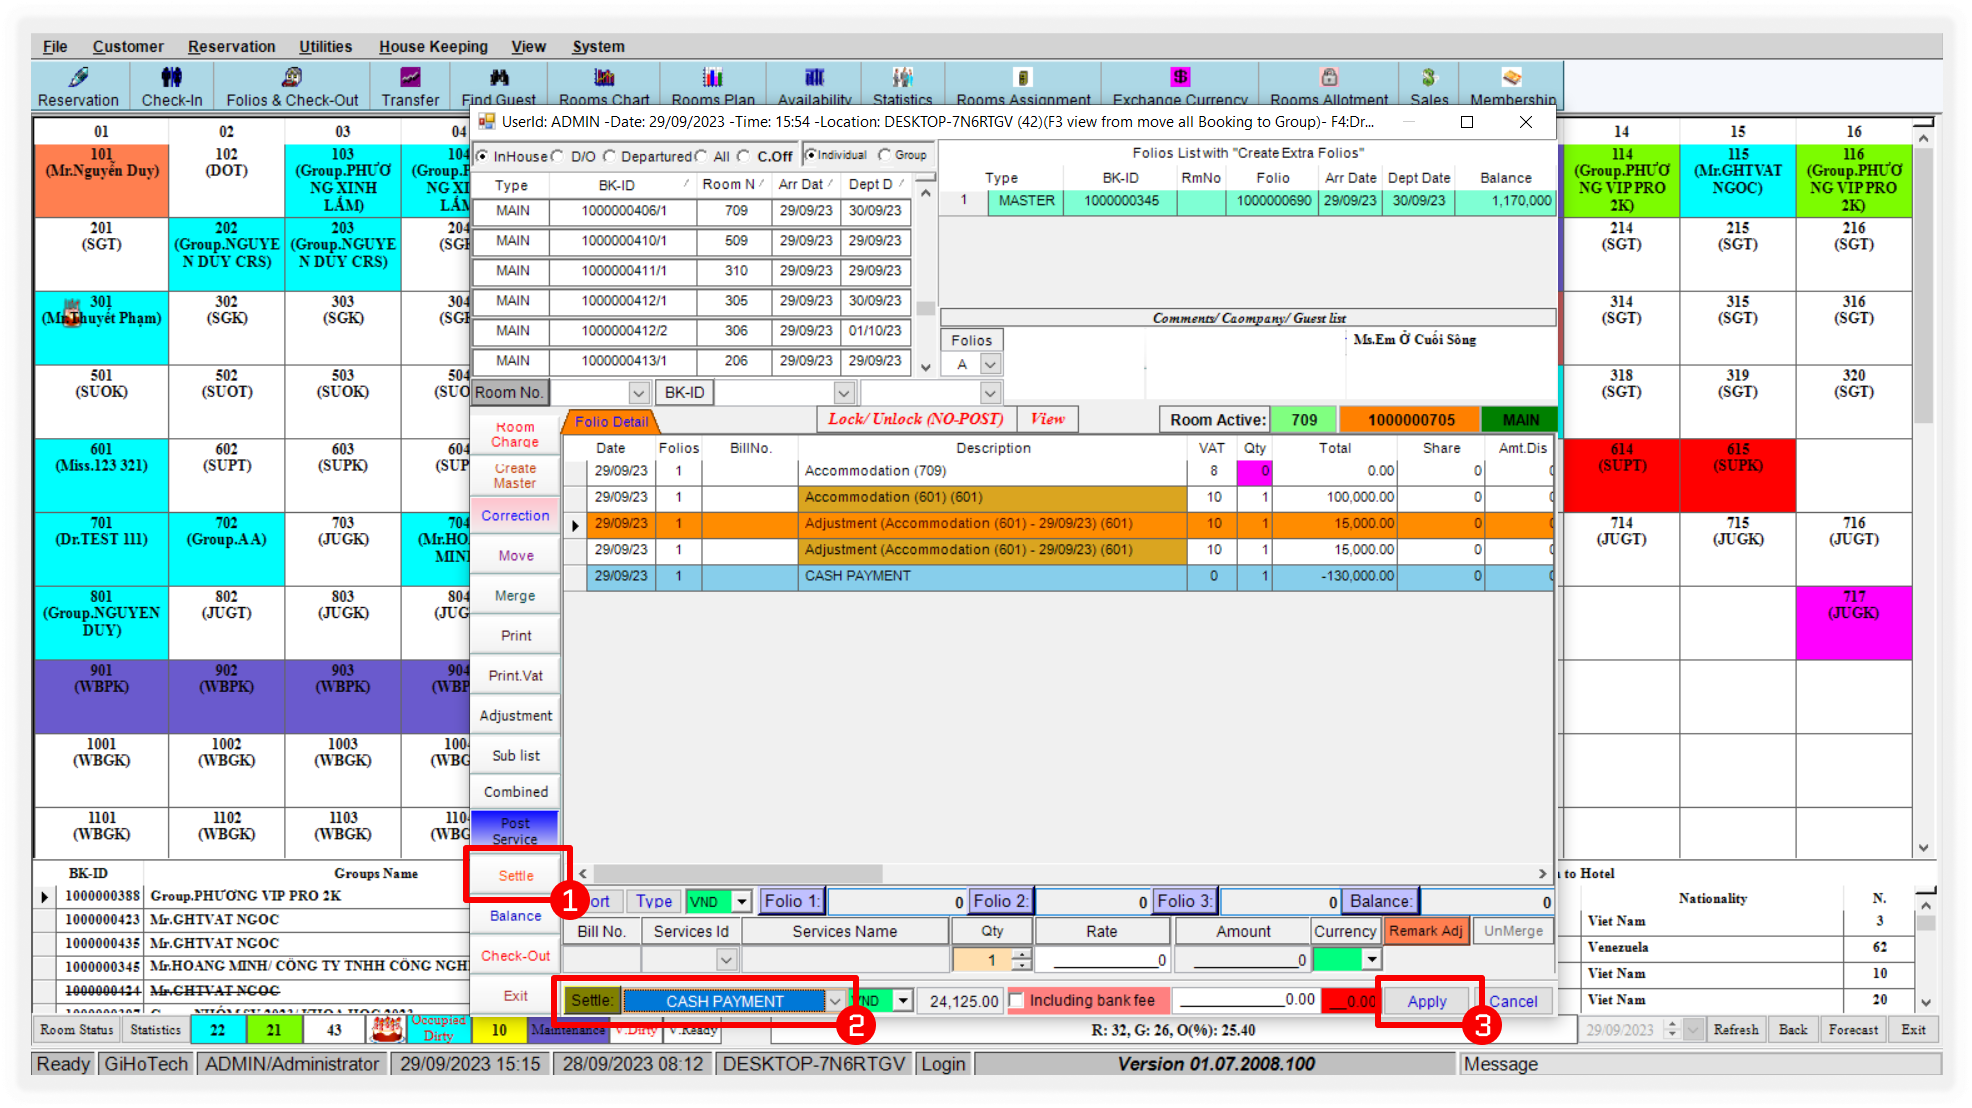 File Customer Reservation Utilities House Keeping View System
Reservation Check-In Folios & Check-Out Transfer Find Guest Rooms Chart Rooms Plan Availability Statistics Rooms Assignment Exchange Currency Rooms Allotment Sales Membership
UserId: ADMIN -Date: 29/09/2023 -Time: 15:54 -Location: DESKTOP-7N6RTGV (42)(F3 view from move all Booking to Group)- F4:Dr...
01 02 03 04 14 15 16
101 (Mr.Nguyễn Duy)
102 (DOT)
103 (Group.PHƯƠNG XINH LẮM)
104
114 (Group.PHƯƠNG VIP PRO 2K)
115 (Mr.GHTVAT NGOC)
116 (Group.PHƯƠNG VIP PRO 2K)
201 (SGT)
202 (Group.NGUYEN DUY CRS)
203 (Group.NGUYEN DUY CRS)
204
214 (SGT)
215 (SGT)
216 (SGT)
301
302 (SGK)
303 (SGK)
304
314 (SGT)
315 (SGT)
316 (SGT)
501 (SUOK)
502 (SUOT)
503 (SUOK)
504
318 (SGT)
319 (SGT)
320 (SGT)
601 (Miss.123 321)
602 (SUPT)
603 (SUPK)
604
614 (SUPT)
615 (SUPK)
701 (Dr.TEST 111)
702 (Group.AA)
703 (JUGK)
704
714 (JUGT)
715 (JUGK)
716 (JUGT)
801 (Group.NGUYEN DUY)
802 (JUGT)
803 (JUGK)
804
717 (JUGK)
901 (WBPK)
902 (WBPK)
903 (WBPK)
904
1001 (WBGK)
1002 (WBGK)
1003 (WBGK)
1101 (WBGK)
1102 (WBGK)
1103 (WBGK)
InHouse D/O Departured All C.Off Individual Group
Type BK-ID Room N Arr Dat Dept D
MAIN 1000000406/1 709 29/09/23 30/09/23
MAIN 1000000410/1 509 29/09/23 29/09/23
MAIN 1000000411/1 310 29/09/23 29/09/23
MAIN 1000000412/1 305 29/09/23 30/09/23
MAIN 1000000412/2 306 29/09/23 01/10/23
MAIN 1000000413/1 206 29/09/23 29/09/23
Room No. BK-ID
Folios List with "Create Extra Folios"
Type BK-ID RmNo Folio Arr Date Dept Date Balance
1 MASTER 1000000345 1000000690 29/09/23 30/09/23 1,170,000
Comments/ Caompany/ Guest list
Folios
A
Ms.Em Ở Cuối Sông
Folio Detail Lock/ Unlock (NO-POST) View Room Active: 709 1000000705 MAIN
Date Folios BillNo. Description VAT Qty Total Share Amt.Dis
29/09/23 1 Accommodation (709) 8 0 0.00 0
29/09/23 1 Accommodation (601) (601) 10 1 100,000.00 0
29/09/23 1 Adjustment (Accommodation (601) - 29/09/23) (601) 10 1 15,000.00 0
29/09/23 1 Adjustment (Accommodation (601) - 29/09/23) (601) 10 1 15,000.00 0
29/09/23 1 CASH PAYMENT 0 1 -130,000.00 0
Room Charge
Create Master
Correction
Move
Merge
Print
Print.Vat
Adjustment
Sub list
Combined
Post Service
Settle
1
Balance
Check-Out
Exit
Type VND Folio 1: 0 Folio 2: 0 Folio 3: 0 Balance: 0
Bill No. Services Id Services Name Qty Rate Amount Currency Remark Adj UnMerge
1 0 0
Settle: CASH PAYMENT VND 24,125.00 Including bank fee 0.00 0.00 Apply Cancel
2
3
BK-ID Groups Name
1000000388 Group.PHƯƠNG VIP PRO 2K
1000000423 Mr.GHTVAT NGOC
1000000435 Mr.GHTVAT NGOC
1000000345 Mr.HOANG MINH/ CÔNG TY TNHH CÔNG NGH
1000000424 Mr.GHTVAT NGOC
to Hotel
Nationality N.
Viet Nam 3
Venezuela 62
Viet Nam 10
Viet Nam 20
Room Status Statistics 22 21 43 Occupied Dirty 10 Maintenance V.Dirty V.Ready R: 32, G: 26, O(%): 25.40 29/09/2023 Refresh Back Forecast Exit
Ready GiHoTech ADMIN/Administrator 29/09/2023 15:15 28/09/2023 08:12 DESKTOP-7N6RTGV Login Version 01.07.2008.100 Message